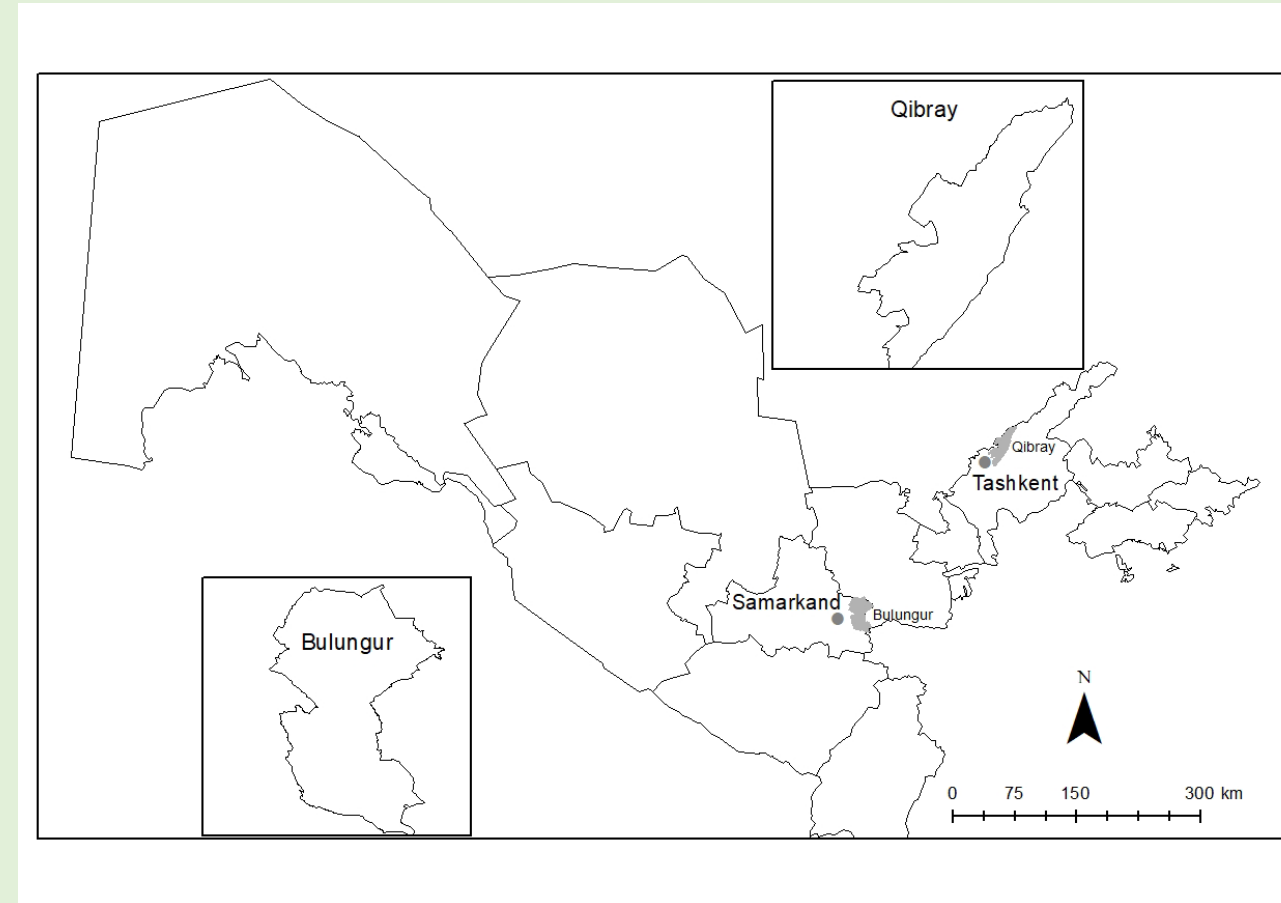 Qibray
Qibray
Tashkent
Samarkand
Bulungur
Bulungur
N
0 75 150 300 km